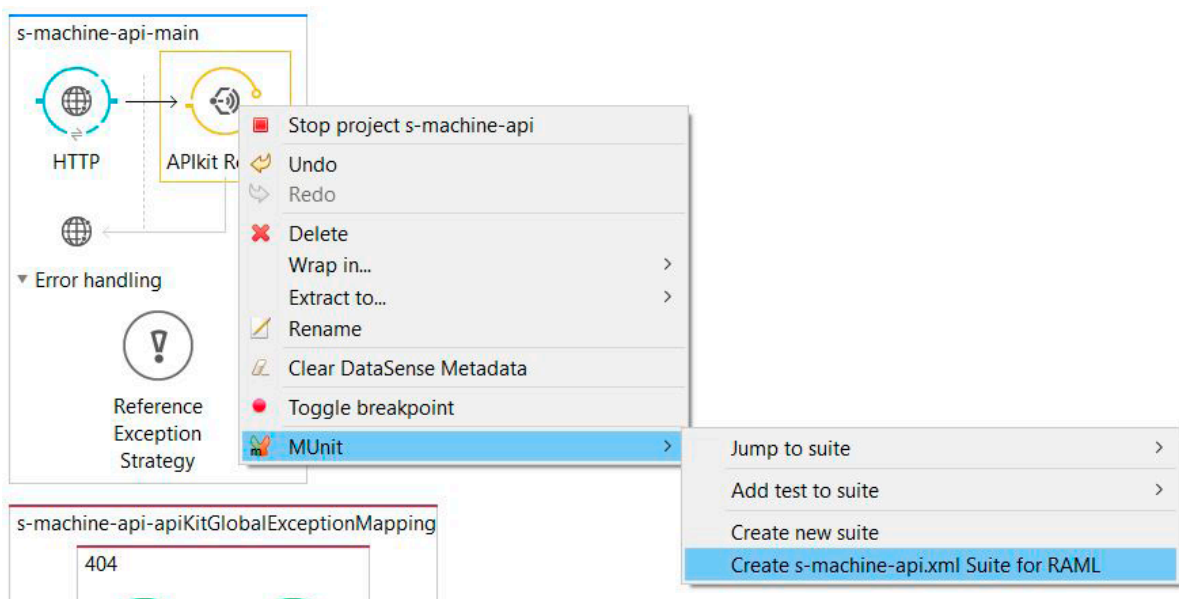 s-machine-api-main
HTTP
APIkit R
Stop project s-machine-api
Undo
Redo
Delete
Wrap in...
Extract to...
Rename
Clear DataSense Metadata
Toggle breakpoint
MUnit
Error handling
Reference
Exception
Strategy
Jump to suite
Add test to suite
Create new suite
Create s-machine-api.xml Suite for RAML
s-machine-api-apiKitGlobalExceptionMapping
404